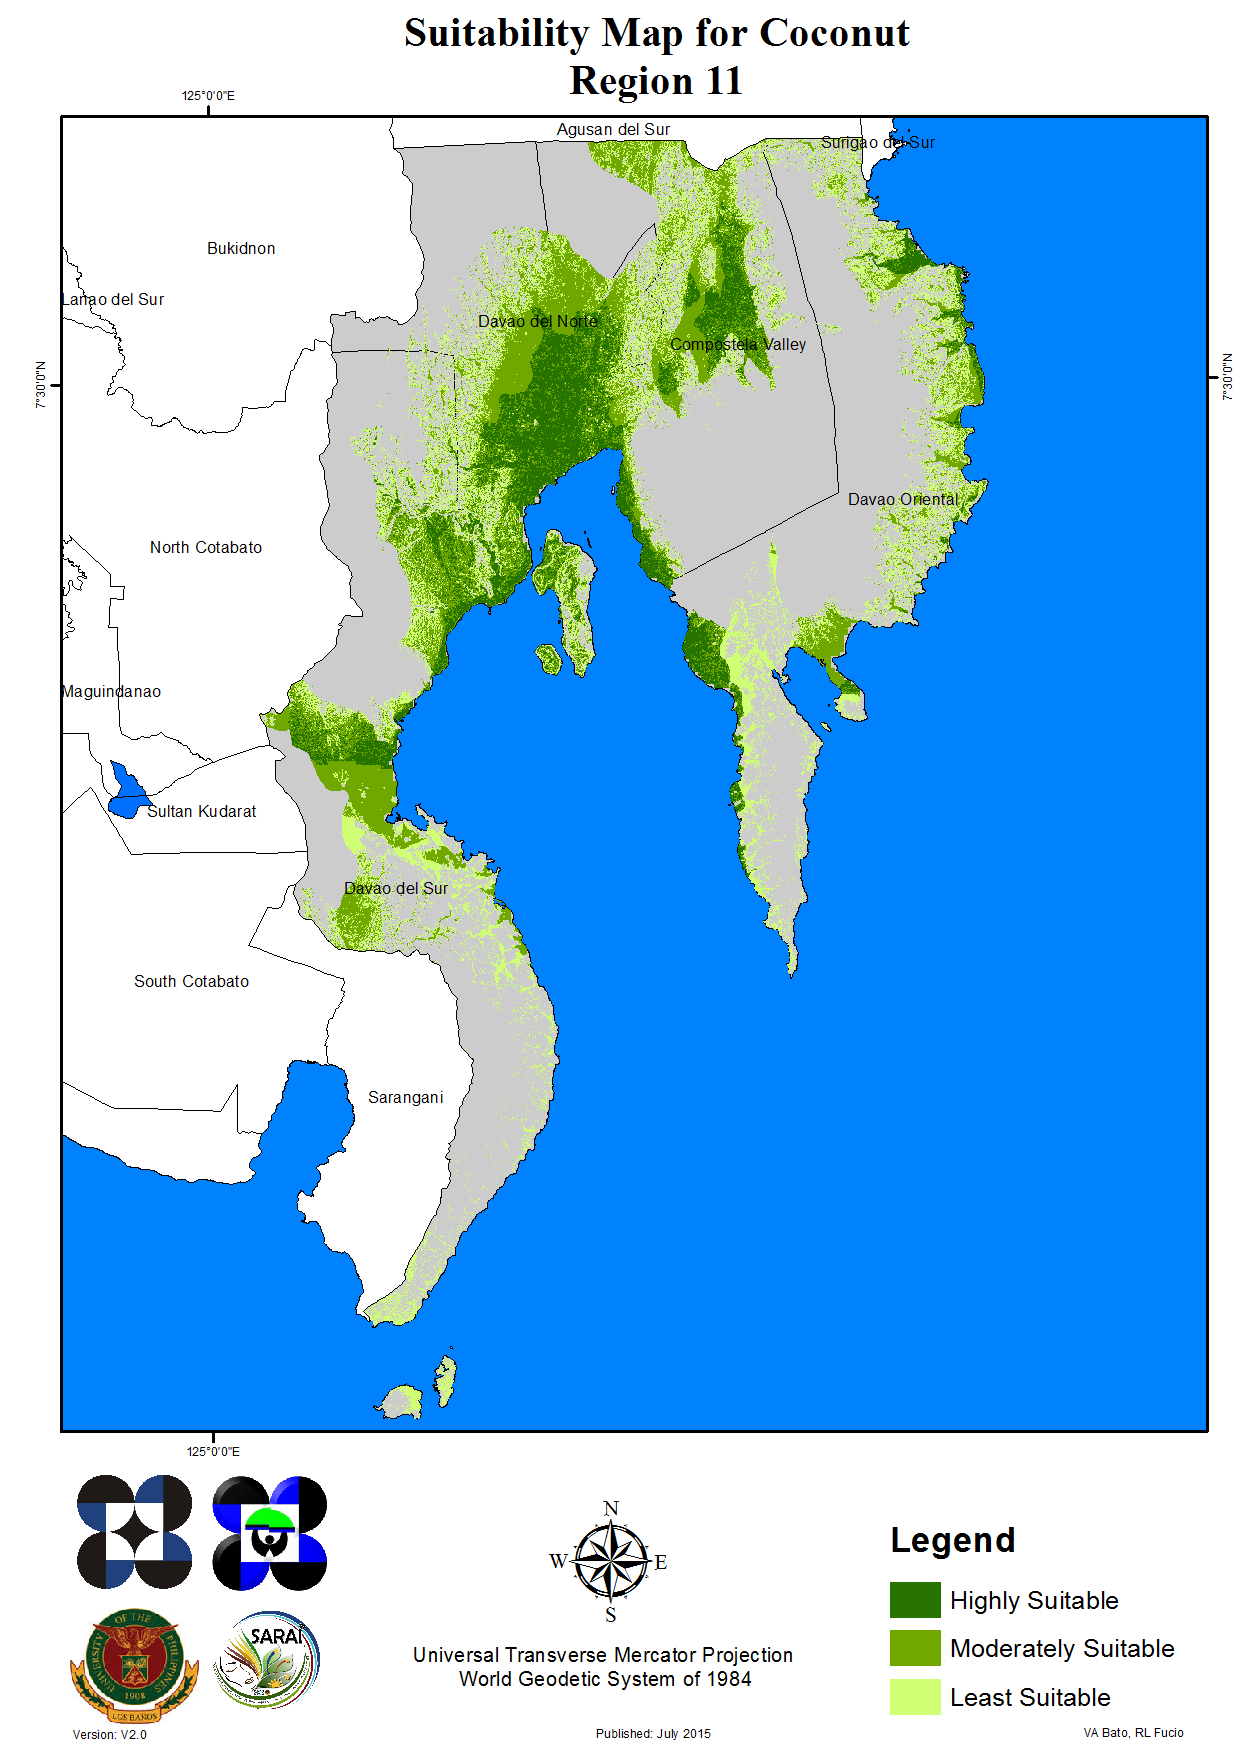 Suitability Map for Coconut
Region 11
125°0'0"E
Agusan del Sur
Surigao del Sur
Bukidnon
Lanao del Sur
Davao del Norte
Compostela Valley
7°30'0"N
7°30'0"N
Davao Oriental
North Cotabato
Maguindanao
Sultan Kudarat
Davao del Sur
South Cotabato
Sarangani
125°0'0"E
N
W E
S
Legend
Highly Suitable
Moderately Suitable
Least Suitable
UNIVERSITY OF THE PHILIPPINES
1908
LOS BAÑOS
SARAI
Universal Transverse Mercator Projection
World Geodetic System of 1984
Version: V2.0
Published: July 2015
VA Bato, RL Fucio